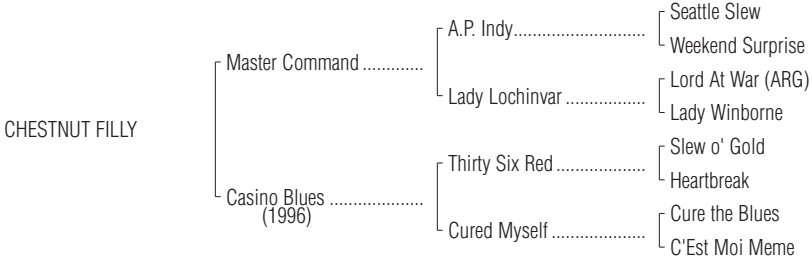 Seattle Slew
A.P. Indy.............................
Weekend Surprise
Master Command .............
Lord At War (ARG)
Lady Lochinvar .................
Lady Winborne
CHESTNUT FILLY
Slew o' Gold
Thirty Six Red ...................
Heartbreak
Casino Blues ....................
(1996)
Cure the Blues
Cured Myself ....................
C'Est Moi Meme